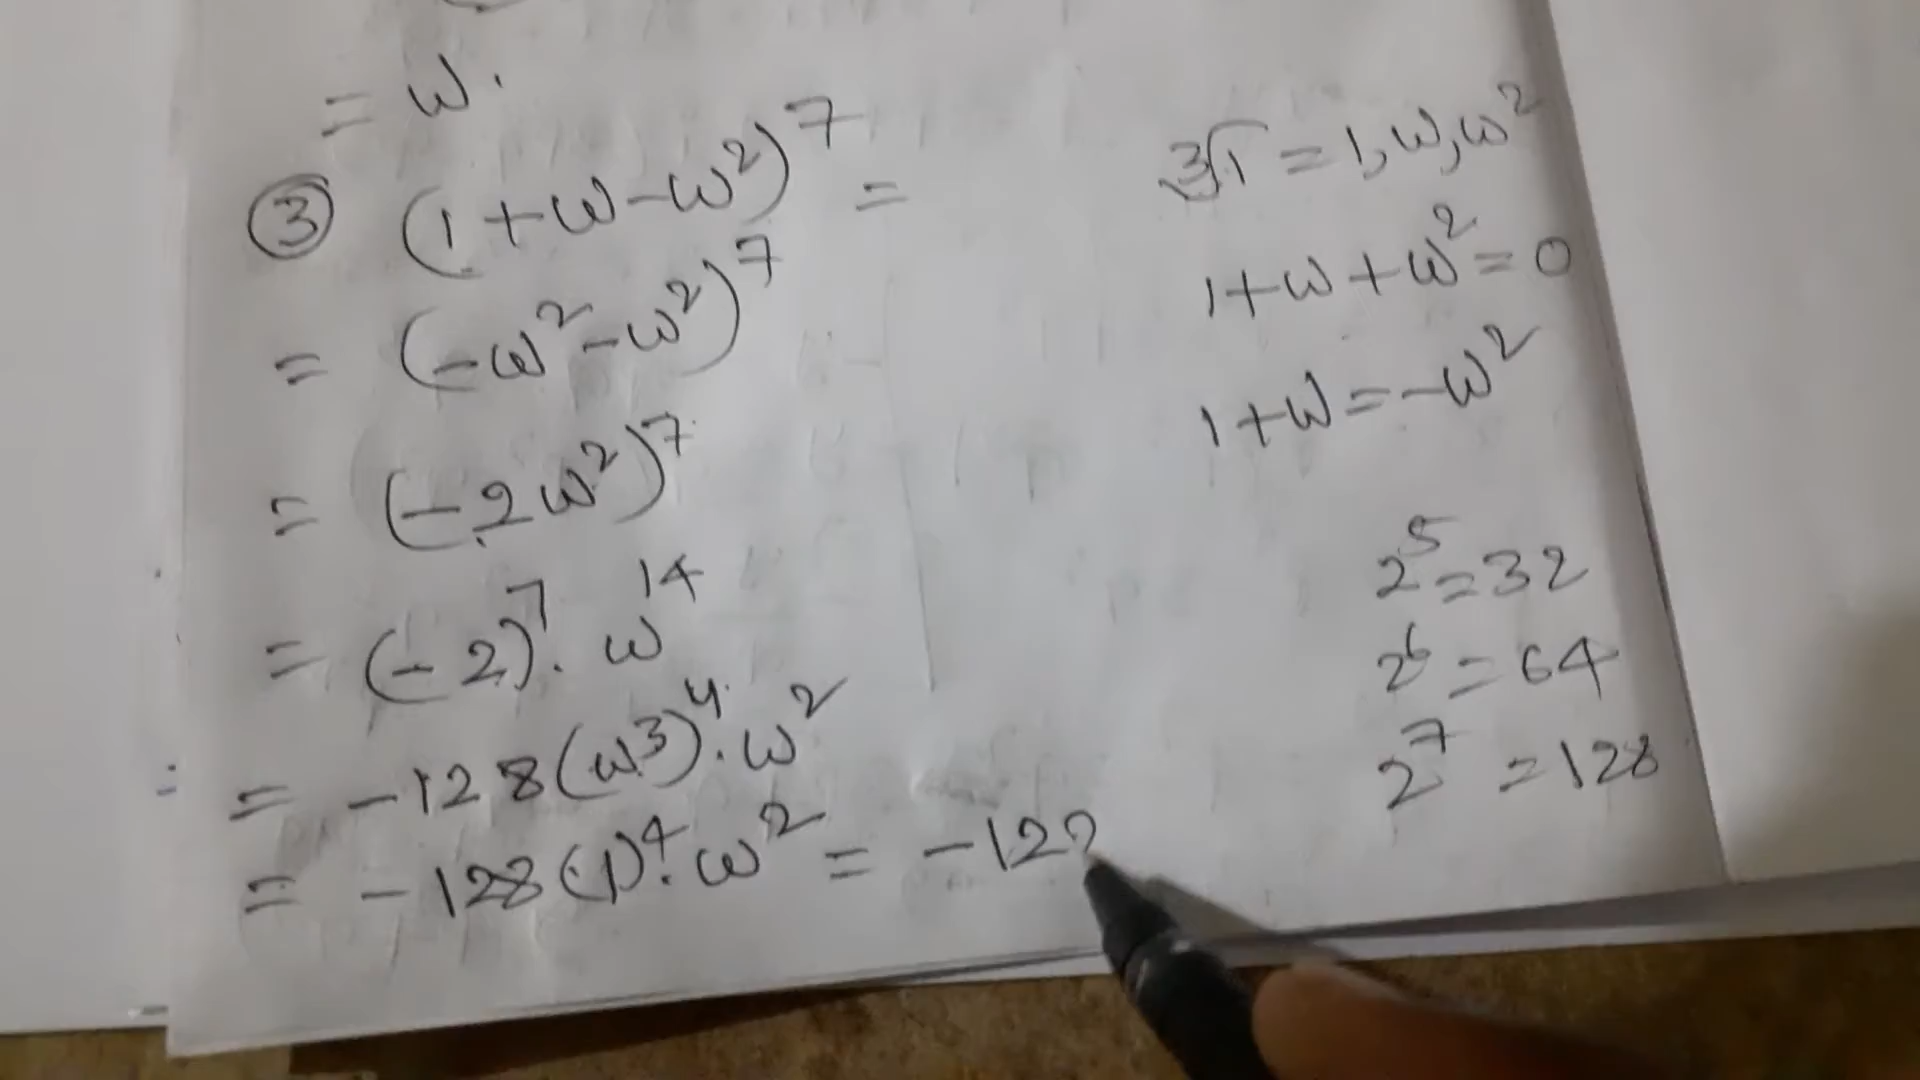 = ω.
③ (1+ω-ω²)⁷ =
= (-ω²-ω²)⁷
= (-2ω²)⁷
= (-2)⁷. ω¹⁴
= -128(ω³)⁴. ω²
= -128(1)⁴. ω² = -12
∛1 = 1, ω, ω²
1+ω+ω² = 0
1+ω = -ω²
2⁵ = 32
2⁶ = 64
2⁷ = 128